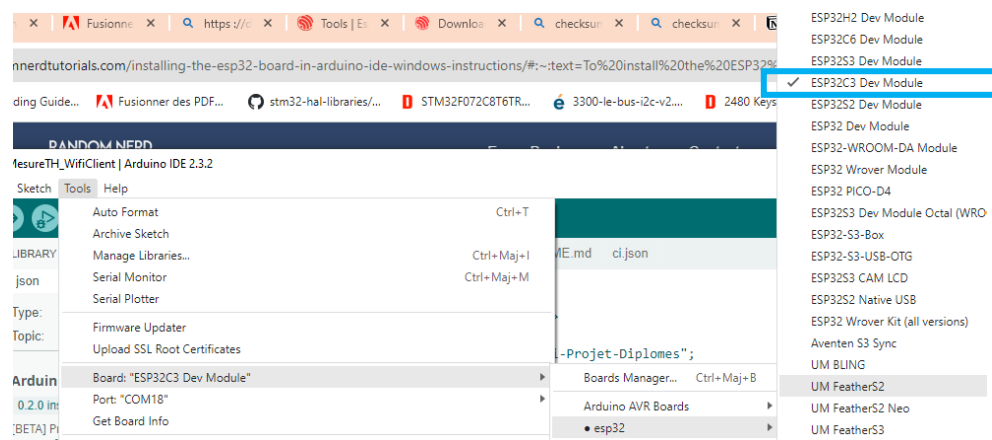 Fusionne × https://c × Tools | Es × Downloa × checksun × checksun ×
mnerdtutorials.com/installing-the-esp32-board-in-arduino-ide-windows-instructions/#:~:text=To%20install%20the%20ESP32%
ding Guide... Fusionner des PDF... stm32-hal-libraries/... STM32F072C8T6TR... 3300-le-bus-i2c-v2.... 2480 Keys
RANDOM NERD
MesureTH_WifiClient | Arduino IDE 2.3.2
Sketch Tools Help
Auto Format Ctrl+T
Archive Sketch
LIBRARY Manage Libraries... Ctrl+Maj+I ME.md ci.json
json Serial Monitor Ctrl+Maj+M
Serial Plotter
Type:
Firmware Updater
Topic:
Upload SSL Root Certificates i-Projet-Diplomes";
Arduin Board: "ESP32C3 Dev Module" Boards Manager... Ctrl+Maj+B
0.2.0 ins Port: "COM18" Arduino AVR Boards
[BETA] Pr Get Board Info esp32
ESP32H2 Dev Module
ESP32C6 Dev Module
ESP32S3 Dev Module
✓ ESP32C3 Dev Module
ESP32S2 Dev Module
ESP32 Dev Module
ESP32-WROOM-DA Module
ESP32 Wrover Module
ESP32 PICO-D4
ESP32S3 Dev Module Octal (WRO
ESP32-S3-Box
ESP32-S3-USB-OTG
ESP32S3 CAM LCD
ESP32S2 Native USB
ESP32 Wrover Kit (all versions)
Aventen S3 Sync
UM BLING
UM FeatherS2
UM FeatherS2 Neo
UM FeatherS3